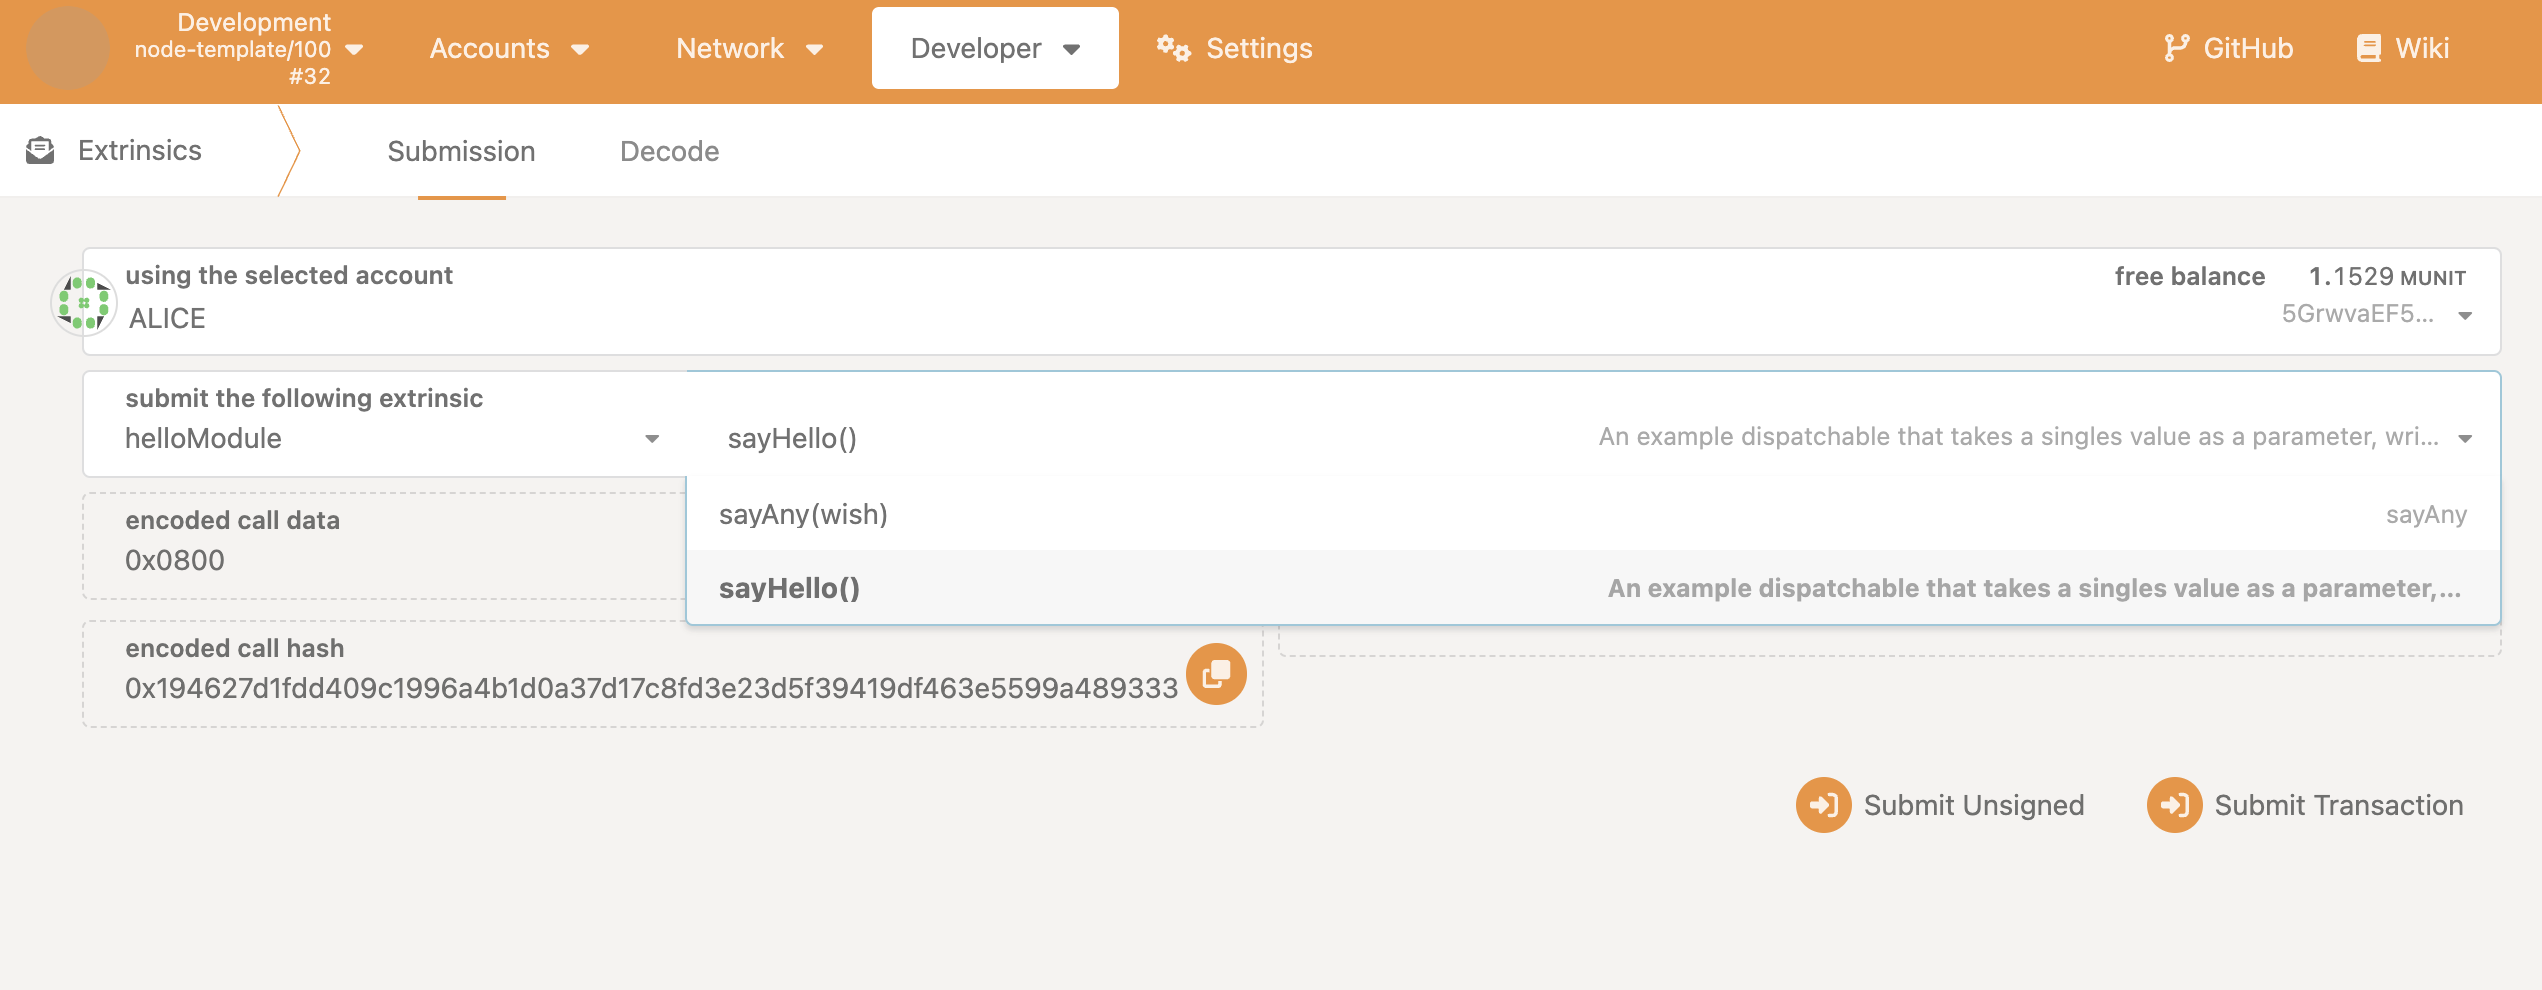 Development
node-template/100
#32
Accounts
Network
Developer
Settings
GitHub
Wiki
Extrinsics
Submission
Decode
using the selected account
ALICE
free balance 1.1529 MUNIT
5GrwvaEF5...
submit the following extrinsic
helloModule
sayHello()
An example dispatchable that takes a singles value as a parameter, wri...
sayAny(wish)
sayAny
sayHello()
An example dispatchable that takes a singles value as a parameter,...
encoded call data
0x0800
encoded call hash
0x194627d1fdd409c1996a4b1d0a37d17c8fd3e23d5f39419df463e5599a489333
Submit Unsigned
Submit Transaction